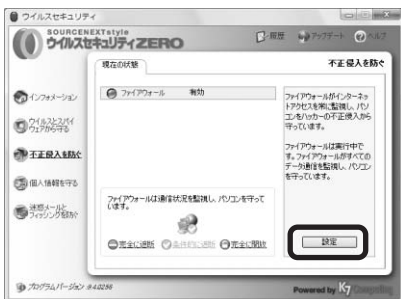 ウイルスセキュリティ
SOURCENEXTstyle
ウイルスセキュリティZERO
履歴 アップデート ヘルプ
現在の状態
不正侵入を防ぐ
インフォメーション
ウイルスとスパイ
ウェアから守る
不正侵入を防ぐ
個人情報を守る
迷惑メールと
フィッシングを防ぐ
ファイアウォール 有効
ファイアウォールは通信状況を監視し、パソコンを守って
います。
完全に遮断 条件的に遮断 完全に開放
ファイアウォールがインターネッ
トアクセスを常に監視し、パソ
コンをハッカーの不正侵入から
守っています。
ファイアウォールは実行中で
す。ファイアウォールがすべての
データ通信を監視し、パソコン
を守っています。
設定
プログラムバージョン :9.4.0286
Powered by K7 Computing